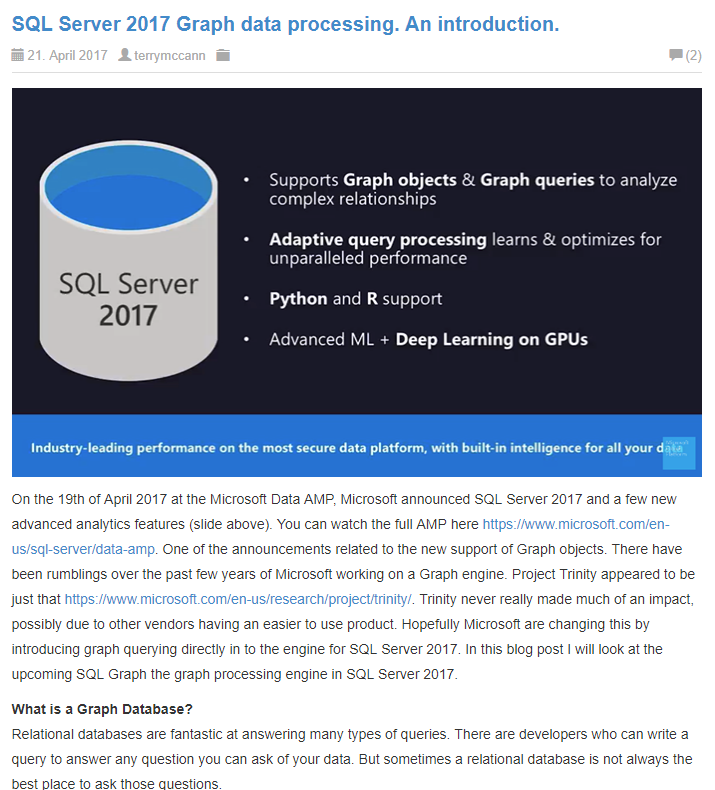 SQL Server 2017 Graph data processing. An introduction.
21. April 2017 terrymccann (2)
SQL Server
2017
• Supports Graph objects & Graph queries to analyze
complex relationships
• Adaptive query processing learns & optimizes for
unparalleled performance
• Python and R support
• Advanced ML + Deep Learning on GPUs
Industry-leading performance on the most secure data platform, with built-in intelligence for all your data
On the 19th of April 2017 at the Microsoft Data AMP, Microsoft announced SQL Server 2017 and a few new
advanced analytics features (slide above). You can watch the full AMP here https://www.microsoft.com/en-
us/sql-server/data-amp. One of the announcements related to the new support of Graph objects. There have
been rumblings over the past few years of Microsoft working on a Graph engine. Project Trinity appeared to be
just that https://www.microsoft.com/en-us/research/project/trinity/. Trinity never really made much of an impact,
possibly due to other vendors having an easier to use product. Hopefully Microsoft are changing this by
introducing graph querying directly in to the engine for SQL Server 2017. In this blog post I will look at the
upcoming SQL Graph the graph processing engine in SQL Server 2017.
What is a Graph Database?
Relational databases are fantastic at answering many types of queries. There are developers who can write a
query to answer any question you can ask of your data. But sometimes a relational database is not always the
best place to ask those questions.